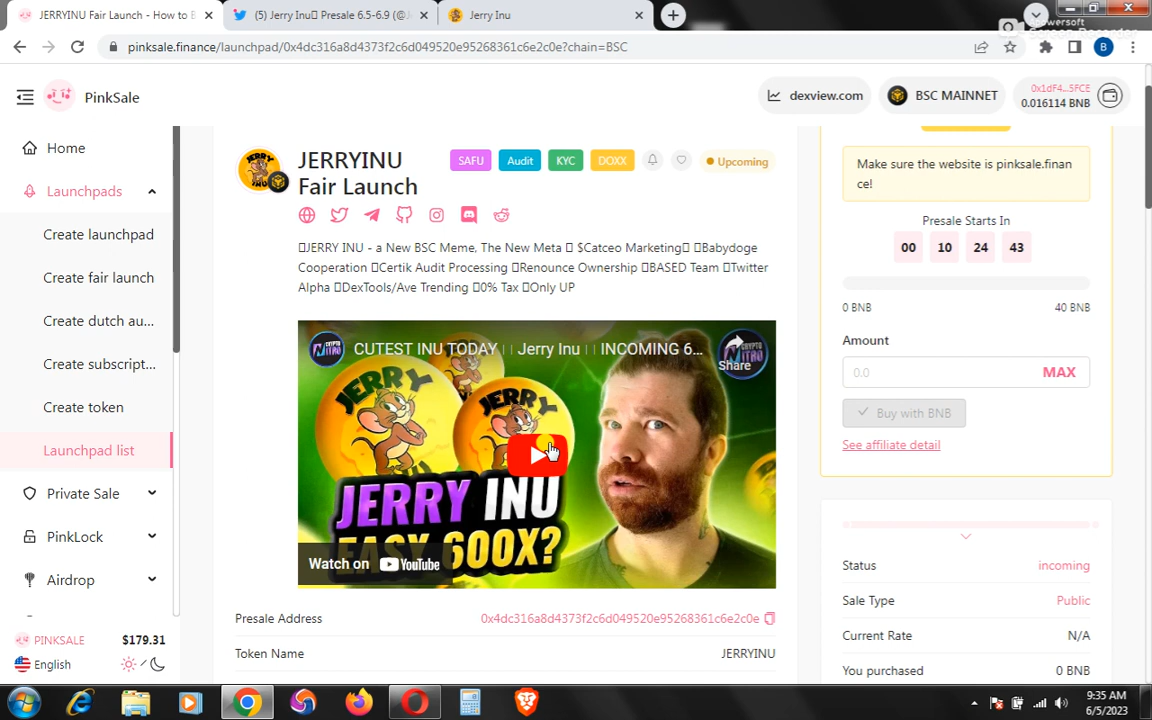 JERRYINU Fair Launch - How to B
(5) Jerry Inu Presale 6.5-6.9 (@J
Jerry Inu
pinksale.finance/launchpad/0x4dc316a8d4373f2c6d049520e95268361c6e2c0e?chain=BSC
B
PinkSale
dexview.com
BSC MAINNET
0x1dF4...5FCE
0.016114 BNB
Home
Launchpads
Create launchpad
Create fair launch
Create dutch au...
Create subscript...
Create token
Launchpad list
Private Sale
PinkLock
Airdrop
PINKSALE $179.31
English
JERRYINU
Fair Launch
SAFU Audit KYC DOXX Upcoming
JERRY INU - a New BSC Meme, The New Meta $Catceo Marketing Babydoge
Cooperation Certik Audit Processing Renounce Ownership BASED Team Twitter
Alpha DexTools/Ave Trending 0% Tax Only UP
CUTEST INU TODAY | | Jerry Inu | | INCOMING 6...
Share
JERRY
INU
JERRY INU
EASY 600X?
Watch on YouTube
Presale Address 0x4dc316a8d4373f2c6d049520e95268361c6e2c0e
Token Name JERRYINU
Make sure the website is pinksale.finan
ce!
Presale Starts In
00 10 24 43
0 BNB 40 BNB
Amount
0.0 MAX
Buy with BNB
See affiliate detail
Status incoming
Sale Type Public
Current Rate N/A
You purchased 0 BNB
9:35 AM
6/5/2023